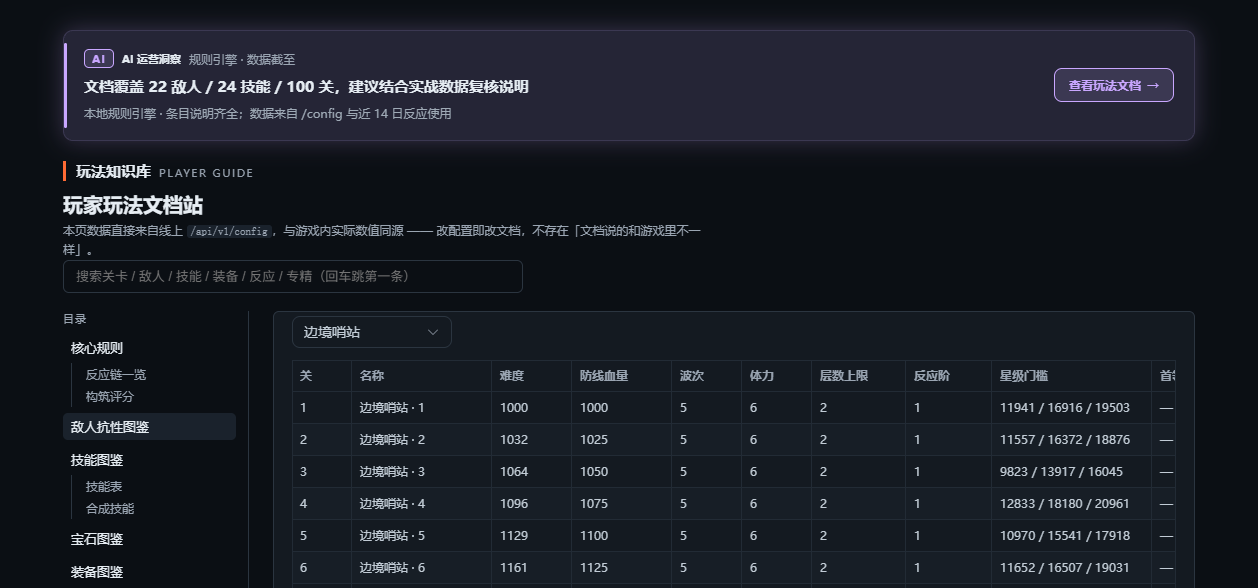 AI AI 运营洞察 规则引擎 · 数据截至
文档覆盖 22 敌人 / 24 技能 / 100 关，建议结合实战数据复核说明
本地规则引擎 · 条目说明齐全；数据来自 /config 与近 14 日反应使用
查看玩法文档 →
玩法知识库 PLAYER GUIDE
玩家玩法文档站
本页数据直接来自线上 /api/v1/config，与游戏内实际数值同源 —— 改配置即改文档，不存在「文档说的和游戏里不一
样」。
搜索关卡 / 敌人 / 技能 / 装备 / 反应 / 专精（回车跳第一条）
目录
核心规则
反应链一览
构筑评分
敌人抗性图鉴
技能图鉴
技能表
合成技能
宝石图鉴
装备图鉴
边境哨站
关 名称 难度 防线血量 波次 体力 层数上限 反应阶 星级门槛 首
1 边境哨站 · 1 1000 1000 5 6 2 1 11941 / 16916 / 19503 —
2 边境哨站 · 2 1032 1025 5 6 2 1 11557 / 16372 / 18876 —
3 边境哨站 · 3 1064 1050 5 6 2 1 9823 / 13917 / 16045 —
4 边境哨站 · 4 1096 1075 5 6 2 1 12833 / 18180 / 20961 —
5 边境哨站 · 5 1129 1100 5 6 2 1 10970 / 15541 / 17918 —
6 边境哨站 · 6 1161 1125 5 6 2 1 11652 / 16507 / 19031 —